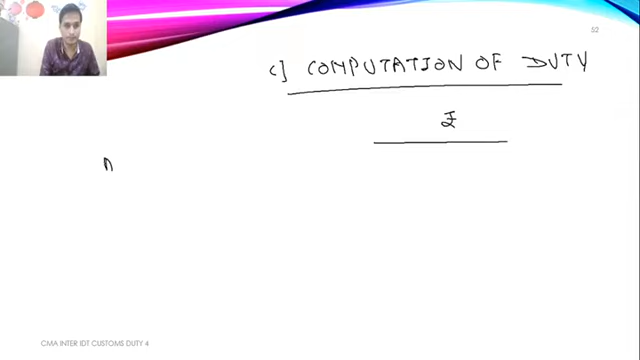 52
c] COMPUTATION OF DUTY
₹
CMA INTER IDT CUSTOMS DUTY 4